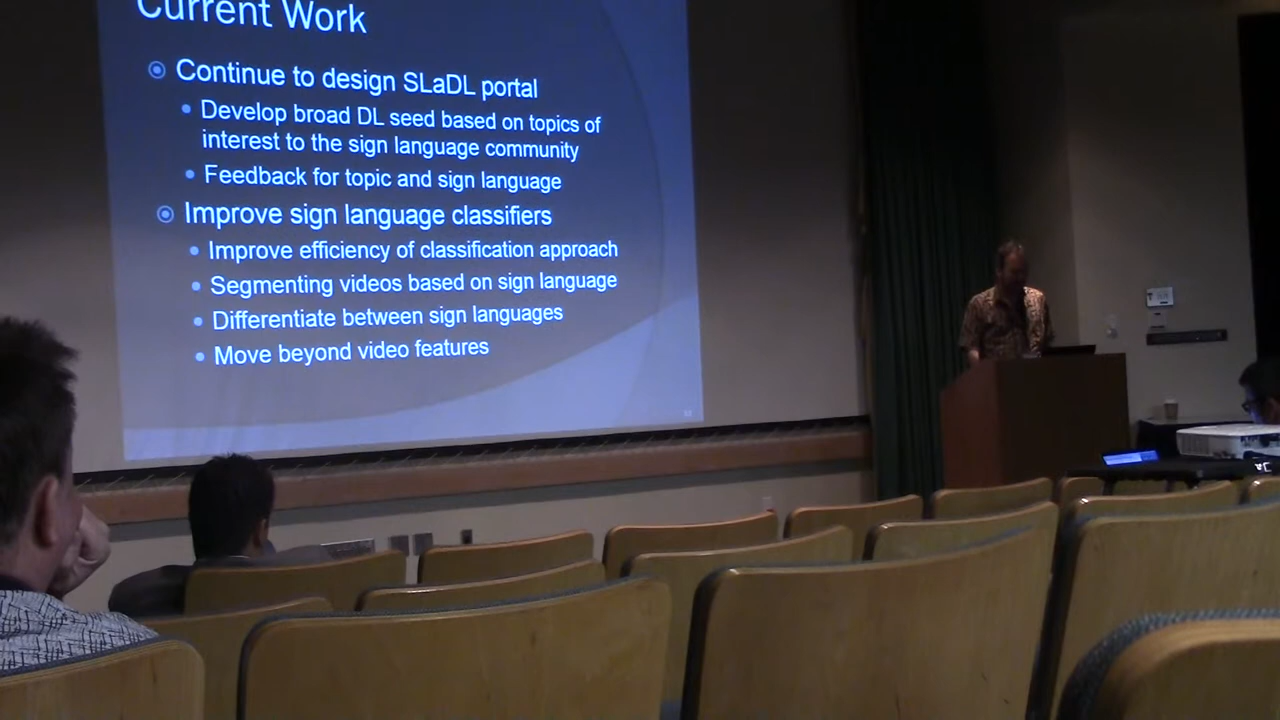 Current Work
Continue to design SLaDL portal
Develop broad DL seed based on topics of
interest to the sign language community
Feedback for topic and sign language
Improve sign language classifiers
Improve efficiency of classification approach
Segmenting videos based on sign language
Differentiate between sign languages
Move beyond video features